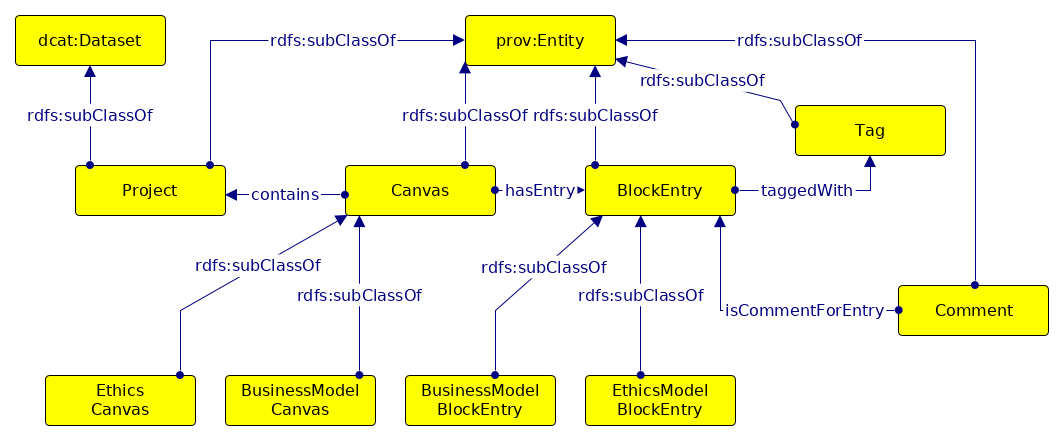 dcat:Dataset
rdfs:subClassOf
prov:Entity
rdfs:subClassOf
rdfs:subClassOf
rdfs:subClassOf
rdfs:subClassOf
rdfs:subClassOf
Tag
Project
contains
Canvas
hasEntry
BlockEntry
taggedWith
rdfs:subClassOf
rdfs:subClassOf
rdfs:subClassOf
rdfs:subClassOf
isCommentForEntry
Comment
Ethics
Canvas
BusinessModel
Canvas
BusinessModel
BlockEntry
EthicsModel
BlockEntry